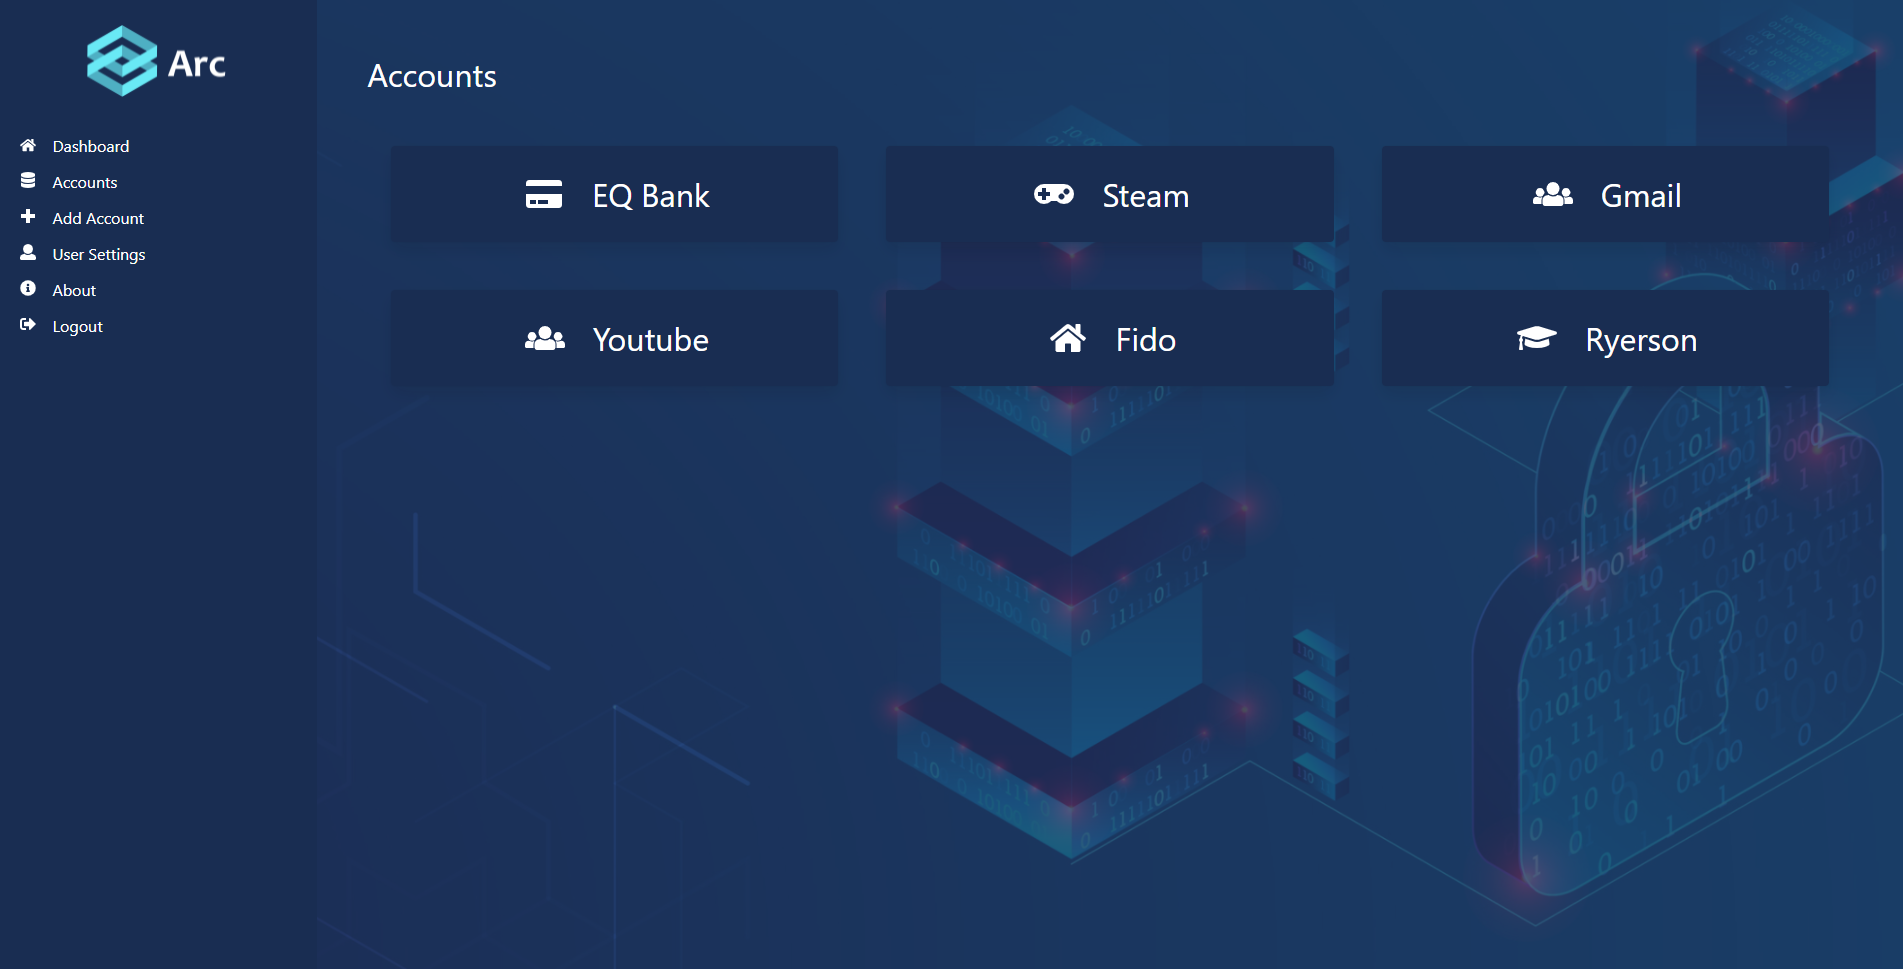 Arc
Dashboard
Accounts
Add Account
User Settings
About
Logout
Accounts
EQ Bank
Steam
Gmail
Youtube
Fido
Ryerson